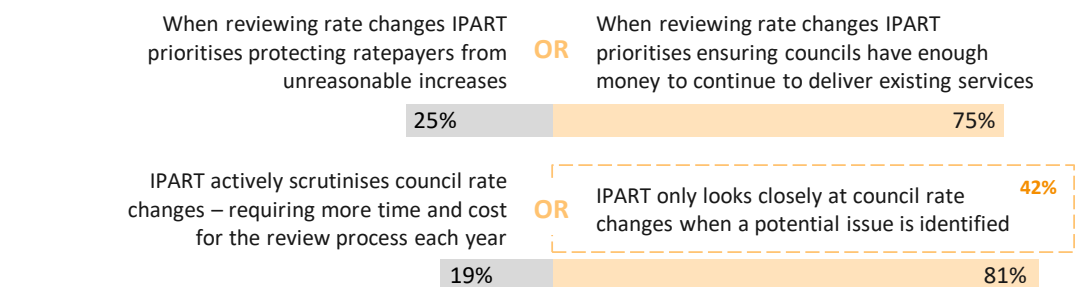 When reviewing rate changes IPART
prioritises protecting ratepayers from
unreasonable increases
OR
When reviewing rate changes IPART
prioritises ensuring councils have enough
money to continue to deliver existing services
25%
75%
IPART actively scrutinises council rate
changes – requiring more time and cost
for the review process each year
OR
IPART only looks closely at council rate
changes when a potential issue is identified
42%
19%
81%